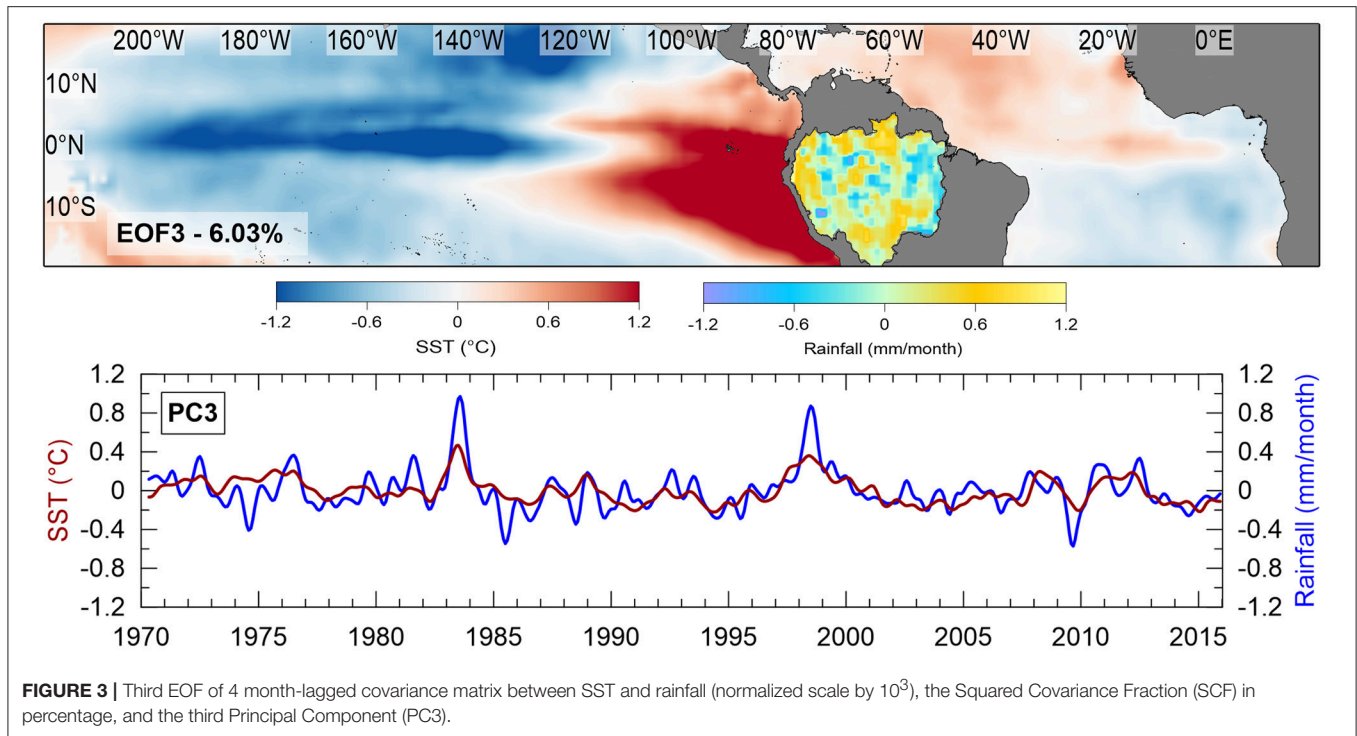 200°W 180°W 160°W 140°W 120°W 100°W 80°W 60°W 40°W 20°W 0°E
10°N
0°N
10°S
EOF3 - 6.03%
-1.2 -0.6 0 0.6 1.2
SST (°C)
-1.2 -0.6 0 0.6 1.2
Rainfall (mm/month)
PC3
SST (°C)
1.2
0.8
0.4
0
-0.4
-0.8
-1.2
1.2
0.8
0.4
0
-0.4
-0.8
-1.2
Rainfall (mm/month)
1970 1975 1980 1985 1990 1995 2000 2005 2010 2015
FIGURE 3 | Third EOF of 4 month-lagged covariance matrix between SST and rainfall (normalized scale by 10³), the Squared Covariance Fraction (SCF) in
percentage, and the third Principal Component (PC3).